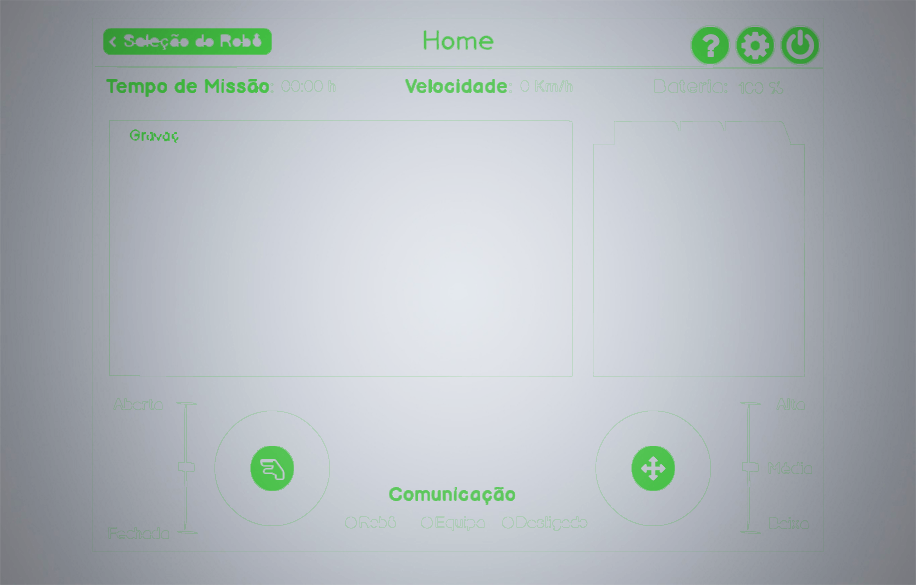 Seleção do Robô
Home
Tempo de Missão: 00:00 h
Velocidade: 0 Km/h
Bateria: 100 %
Gravaç
Aberto
Alto
Médio
Comunicação
Robô
Equipe
Desligado
Fechado
Baixo